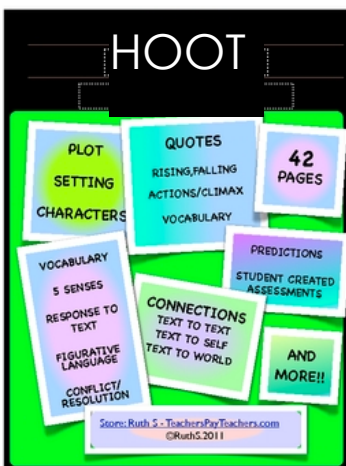 HOOT
PLOT
SETTING
CHARACTERS
QUOTES
RISING,FALLING
ACTIONS/CLIMAX
VOCABULARY
42
PAGES
VOCABULARY
5 SENSES
RESPONSE TO
TEXT
FIGURATIVE
LANGUAGE
CONFLICT/
RESOLUTION
CONNECTIONS
TEXT TO TEXT
TEXT TO SELF
TEXT TO WORLD
PREDICTIONS
STUDENT CREATED
ASSESSMENTS
AND
MORE!!
Store: Ruth S - TeachersPayTeachers.com
©RuthS.2011